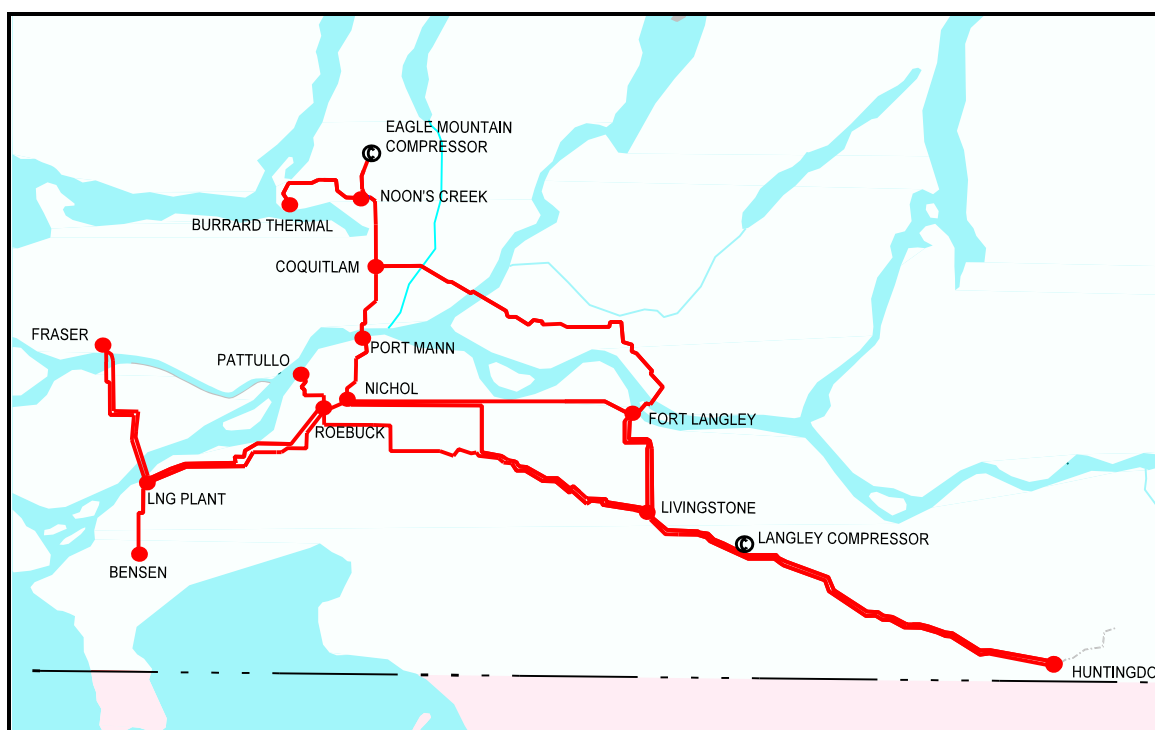 EAGLE MOUNTAIN
COMPRESSOR
C
NOON'S CREEK
BURRARD THERMAL
COQUITLAM
FRASER
PORT MANN
PATTULLO
NICHOL
FORT LANGLEY
ROEBUCK
LNG PLANT
LIVINGSTONE
C
LANGLEY COMPRESSOR
BENSEN
HUNTINGDO